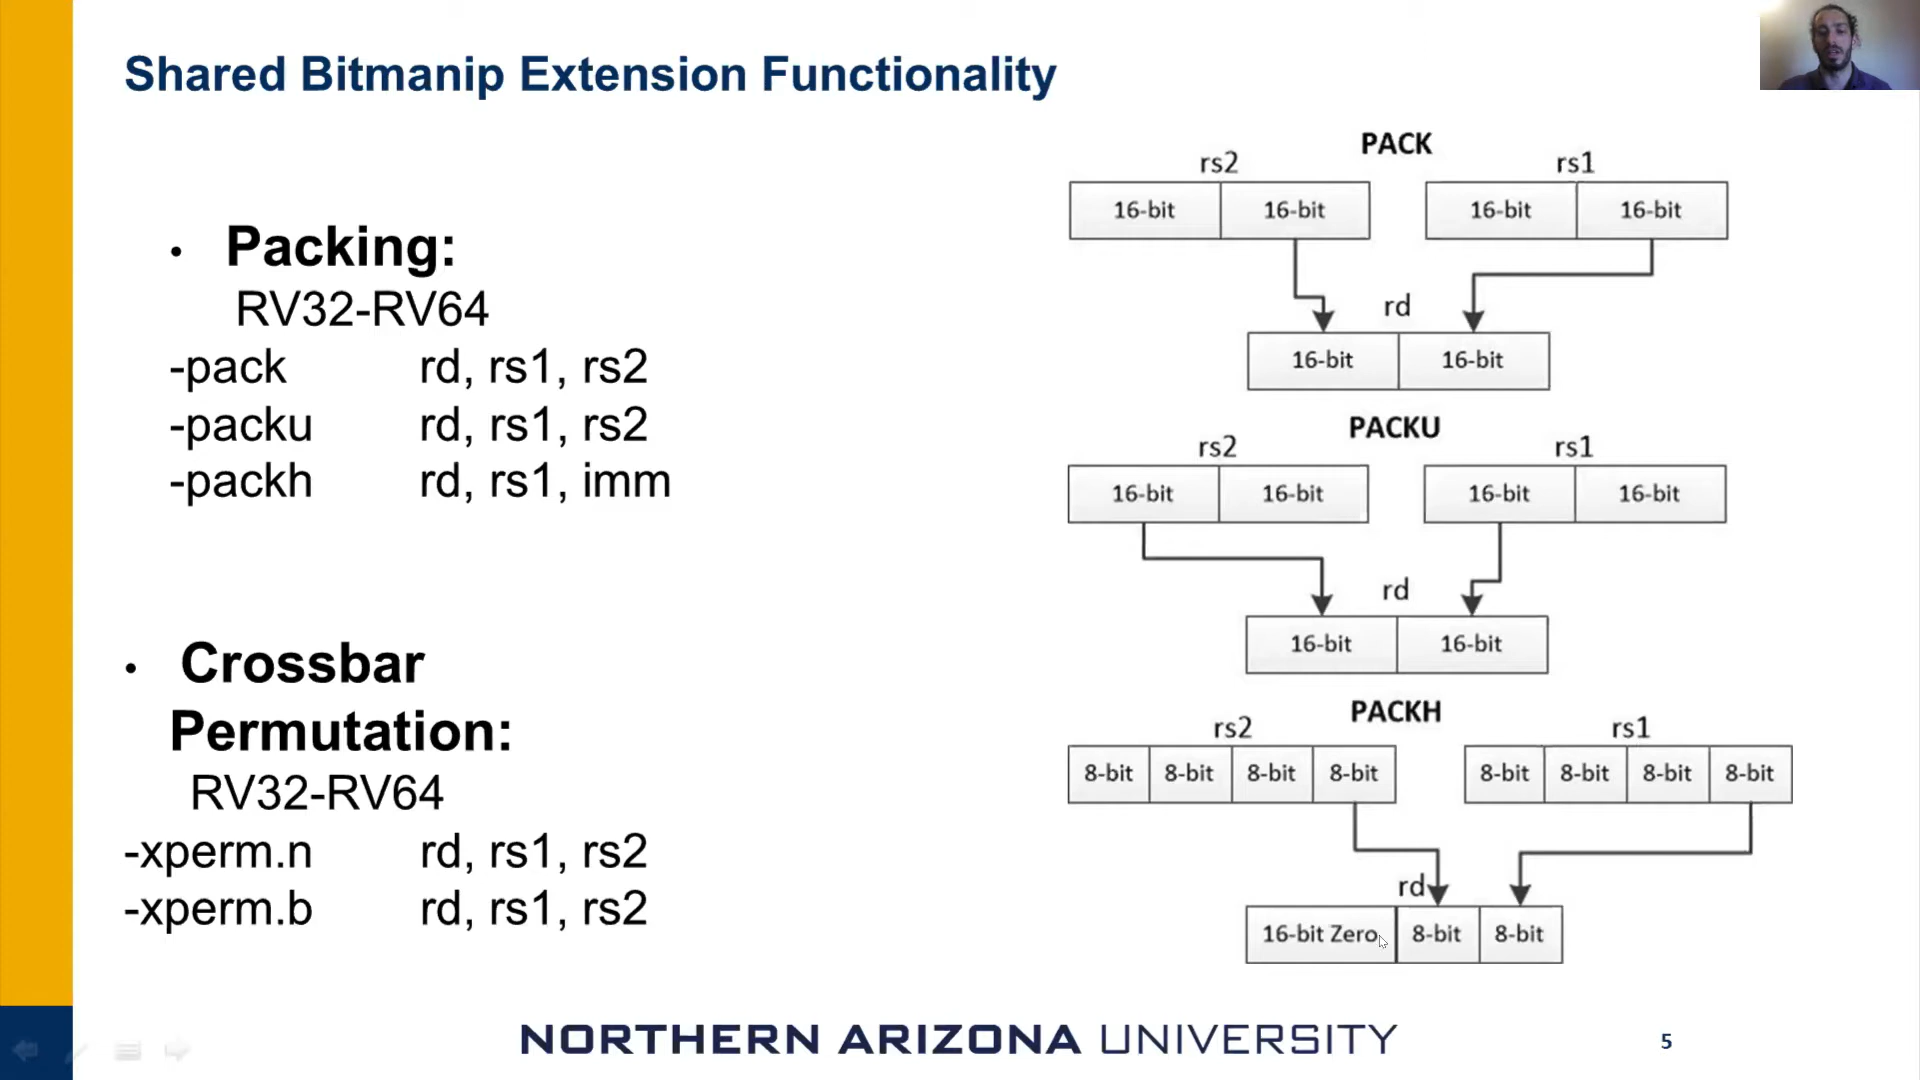 Shared Bitmanip Extension Functionality
• Packing:
RV32-RV64
-pack rd, rs1, rs2
-packu rd, rs1, rs2
-packh rd, rs1, imm
• Crossbar
Permutation:
RV32-RV64
-xperm.n rd, rs1, rs2
-xperm.b rd, rs1, rs2
PACK
rs2 rs1
16-bit 16-bit 16-bit 16-bit
rd
16-bit 16-bit
PACKU
rs2 rs1
16-bit 16-bit 16-bit 16-bit
rd
16-bit 16-bit
PACKH
rs2 rs1
8-bit 8-bit 8-bit 8-bit 8-bit 8-bit 8-bit 8-bit
rd
16-bit Zero 8-bit 8-bit
NORTHERN ARIZONA UNIVERSITY
5